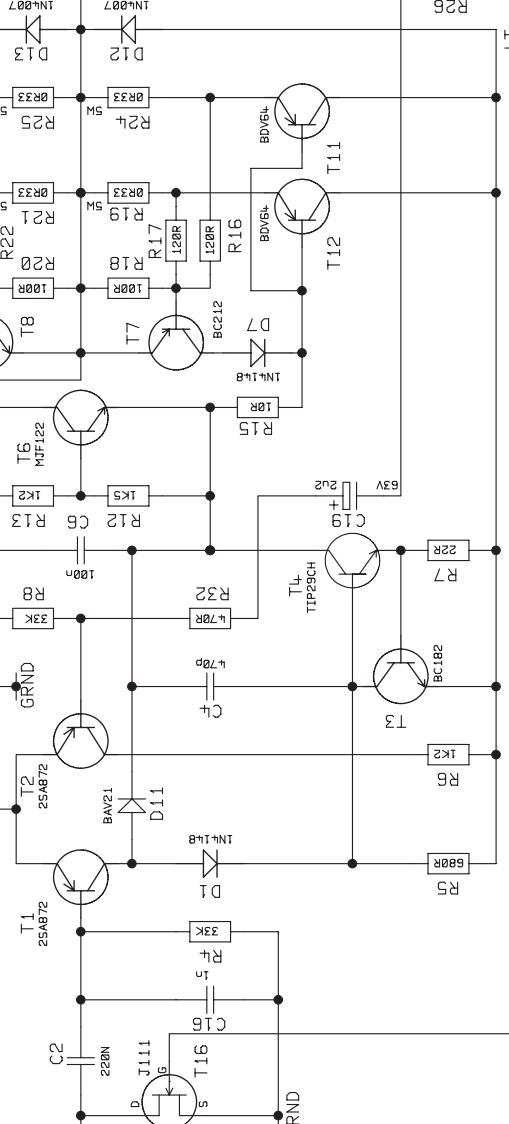 1N4007
1N4007
R26
D13
D12
0R33
5W
0R33
BDV64
R25
R24
T11
0R33
5W
0R33
BDV64
R21
R19
R22
R17
120R
120R
R16
T12
R20
R18
100R
100R
T8
T7
BC212
D7
1N4148
T6
MJF122
10R
R15
1K2
1K5
2u2
63V
+
R13
C6
R12
C19
100n
22R
R7
T4
TIP29CH
R8
R32
33K
470R
GRND
470p
C4
BC182
T3
T2
2SA872
1K2
R6
BAV21
D11
1N4148
D1
680R
R5
T1
2SA872
33K
R4
1n
C16
C2
220N
J111
G
T16
D
S
RND